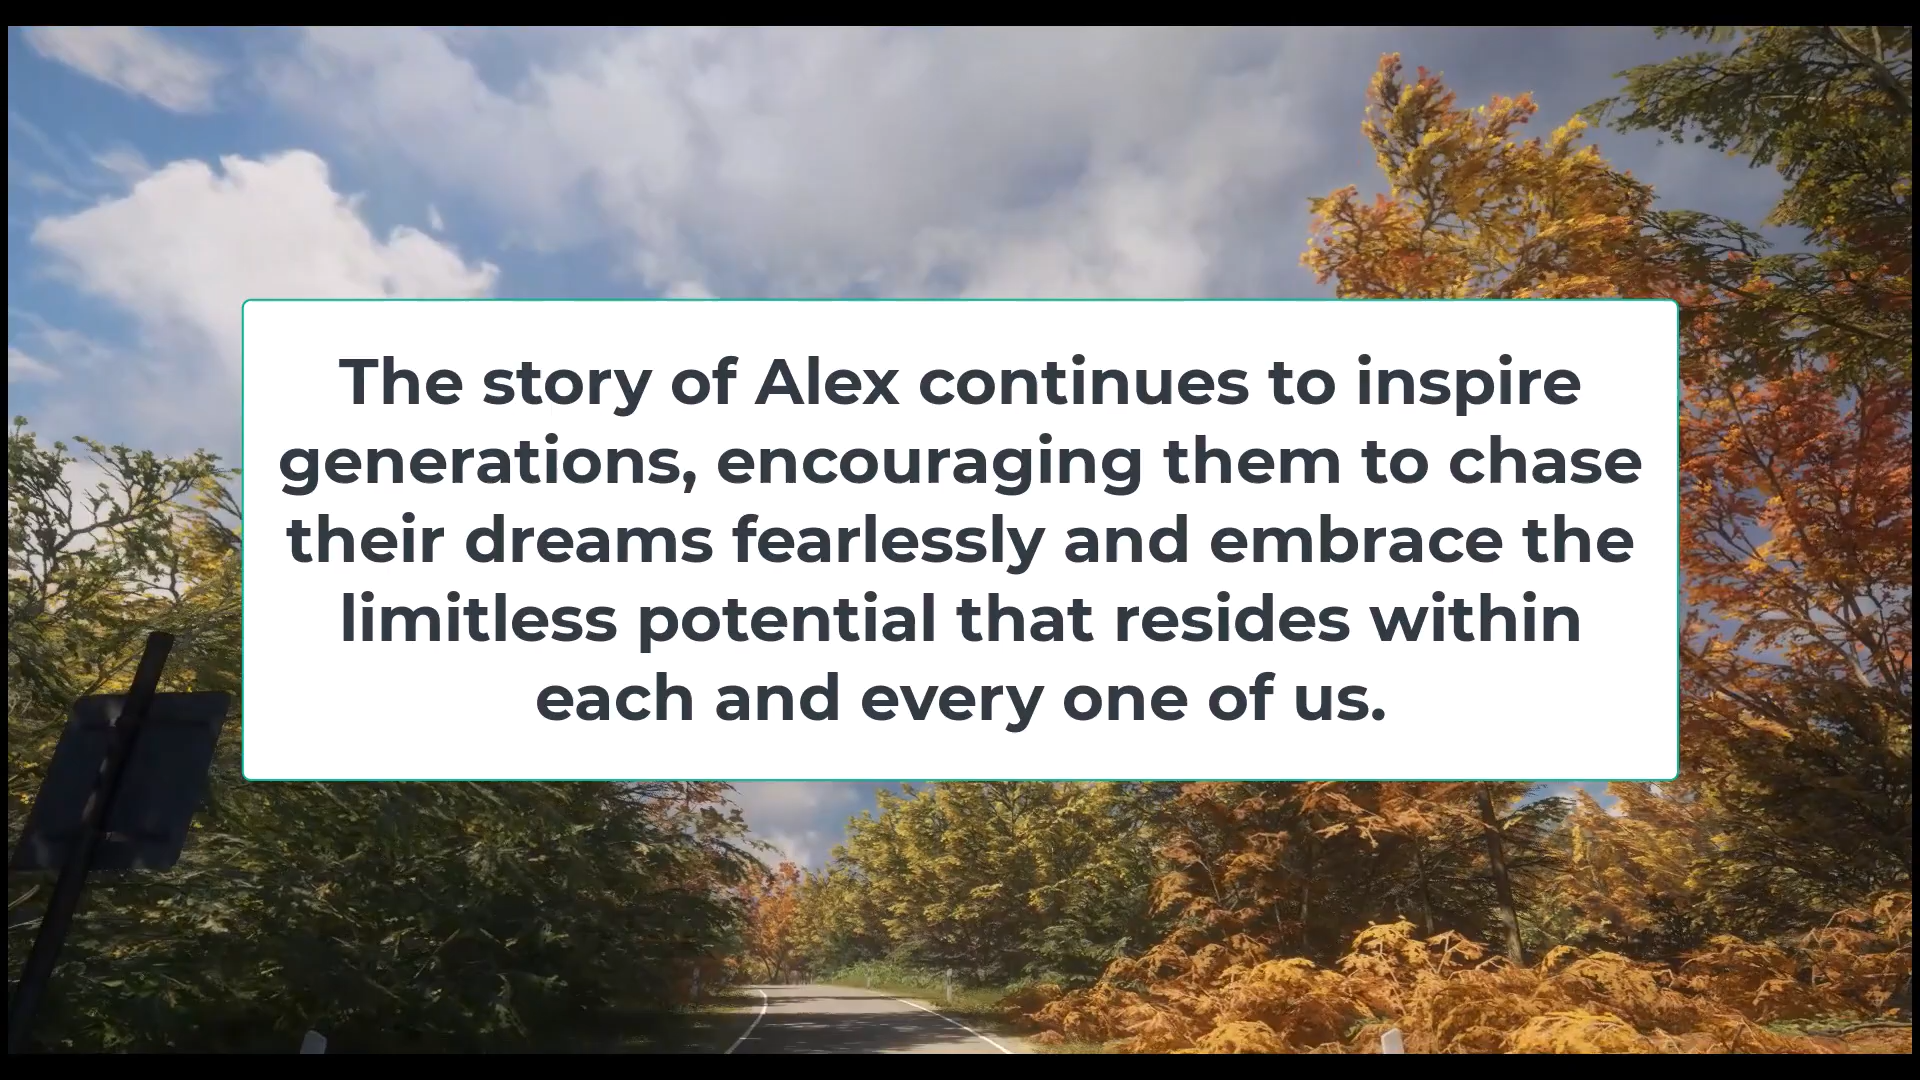 The story of Alex continues to inspire
generations, encouraging them to chase
their dreams fearlessly and embrace the
limitless potential that resides within
each and every one of us.